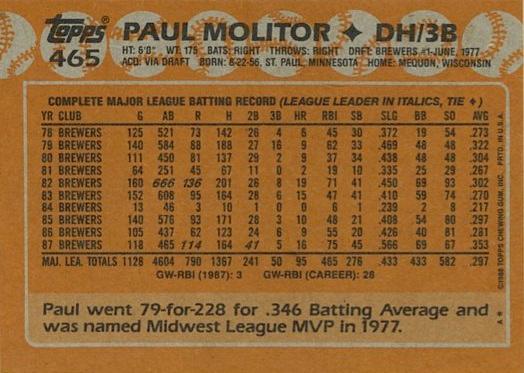 Topps® PAUL MOLITOR ✦ DH/3B
465 HT: 6'0" WT: 175 BATS: RIGHT THROWS: RIGHT DRFT: BREWERS #1-JUNE, 1977
ACQ: VIA DRAFT BORN: 8-22-56, ST. PAUL, MINNESOTA HOME: MEQUON, WISCONSIN
COMPLETE MAJOR LEAGUE BATTING RECORD (LEAGUE LEADER IN ITALICS, TIE ✦)
YR CLUB G AB R H 2B 3B HR RBI SB SLG BB SO AVG
78 BREWERS 125 521 73 142 26 4 6 45 30 .372 19 54 .273
79 BREWERS 140 584 88 188 27 16 9 62 33 .469 48 48 .322
80 BREWERS 111 450 81 137 29 2 9 37 34 .438 48 48 .304
81 BREWERS 64 251 45 67 11 0 2 19 10 .335 25 29 .267
82 BREWERS 160 666 136 201 26 8 19 71 41 .450 69 93 .302
83 BREWERS 152 608 95 164 28 6 15 47 41 .410 59 74 .270
84 BREWERS 13 46 3 10 1 0 0 6 1 .239 2 8 .217
85 BREWERS 140 576 93 171 28 3 10 48 21 .408 54 80 .297
86 BREWERS 105 437 62 123 24 6 9 55 20 .426 40 81 .281
87 BREWERS 118 465 114 164 41 5 16 75 45 .566 69 67 .353
MAJ. LEA. TOTALS 1128 4604 790 1367 241 50 95 465 276 .433 433 582 .297
GW-RBI (1987): 3 GW-RBI (CAREER): 28
Paul went 79-for-228 for .346 Batting Average and
was named Midwest League MVP in 1977.
©1988 TOPPS CHEWING GUM, INC. PRTD. IN U.S.A.